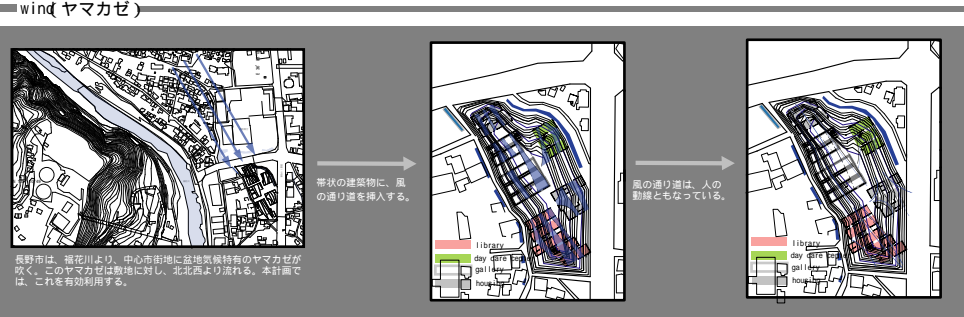 wind(ヤマカゼ)
長野市は、裾花川より、中心市街地に盆地気候特有のヤマカゼが
吹く。このヤマカゼは敷地に対し、北北西より流れる。本計画で
は、これを有効利用する。
帯状の建築物に、風
の通り道を挿入する。
library
day care center
gallery
housing
風の通り道は、人の
動線ともなっている。
library
day care center
gallery
housing